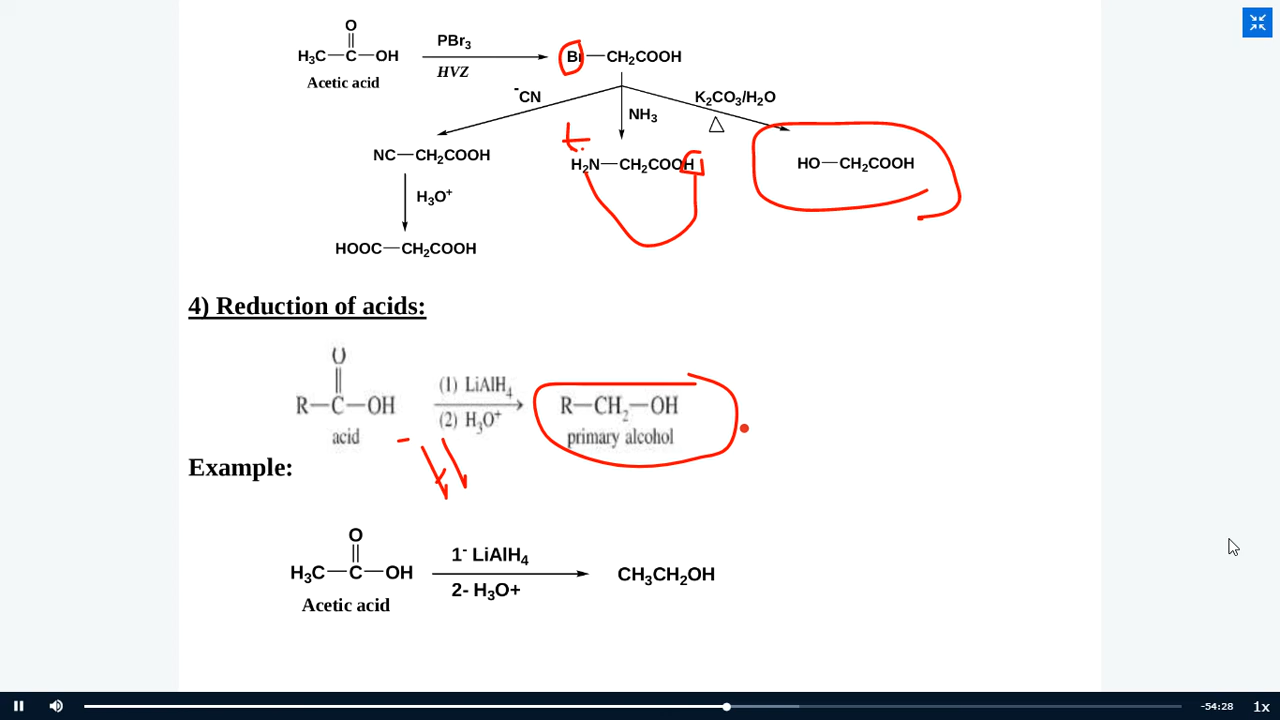 O
H₃C—C—OH
Acetic acid
PBr₃
HVZ
Br—CH₂COOH
⁻CN
NH₃
K₂CO₃/H₂O
△
NC—CH₂COOH
H₂N—CH₂COOH
HO—CH₂COOH
H₃O⁺
HOOC—CH₂COOH
4) Reduction of acids:
O
R—C—OH
acid
(1) LiAlH₄
(2) H₃O⁺
R—CH₂—OH
primary alcohol
Example:
O
H₃C—C—OH
Acetic acid
1- LiAlH₄
2- H₃O+
CH₃CH₂OH
-54:28
1x